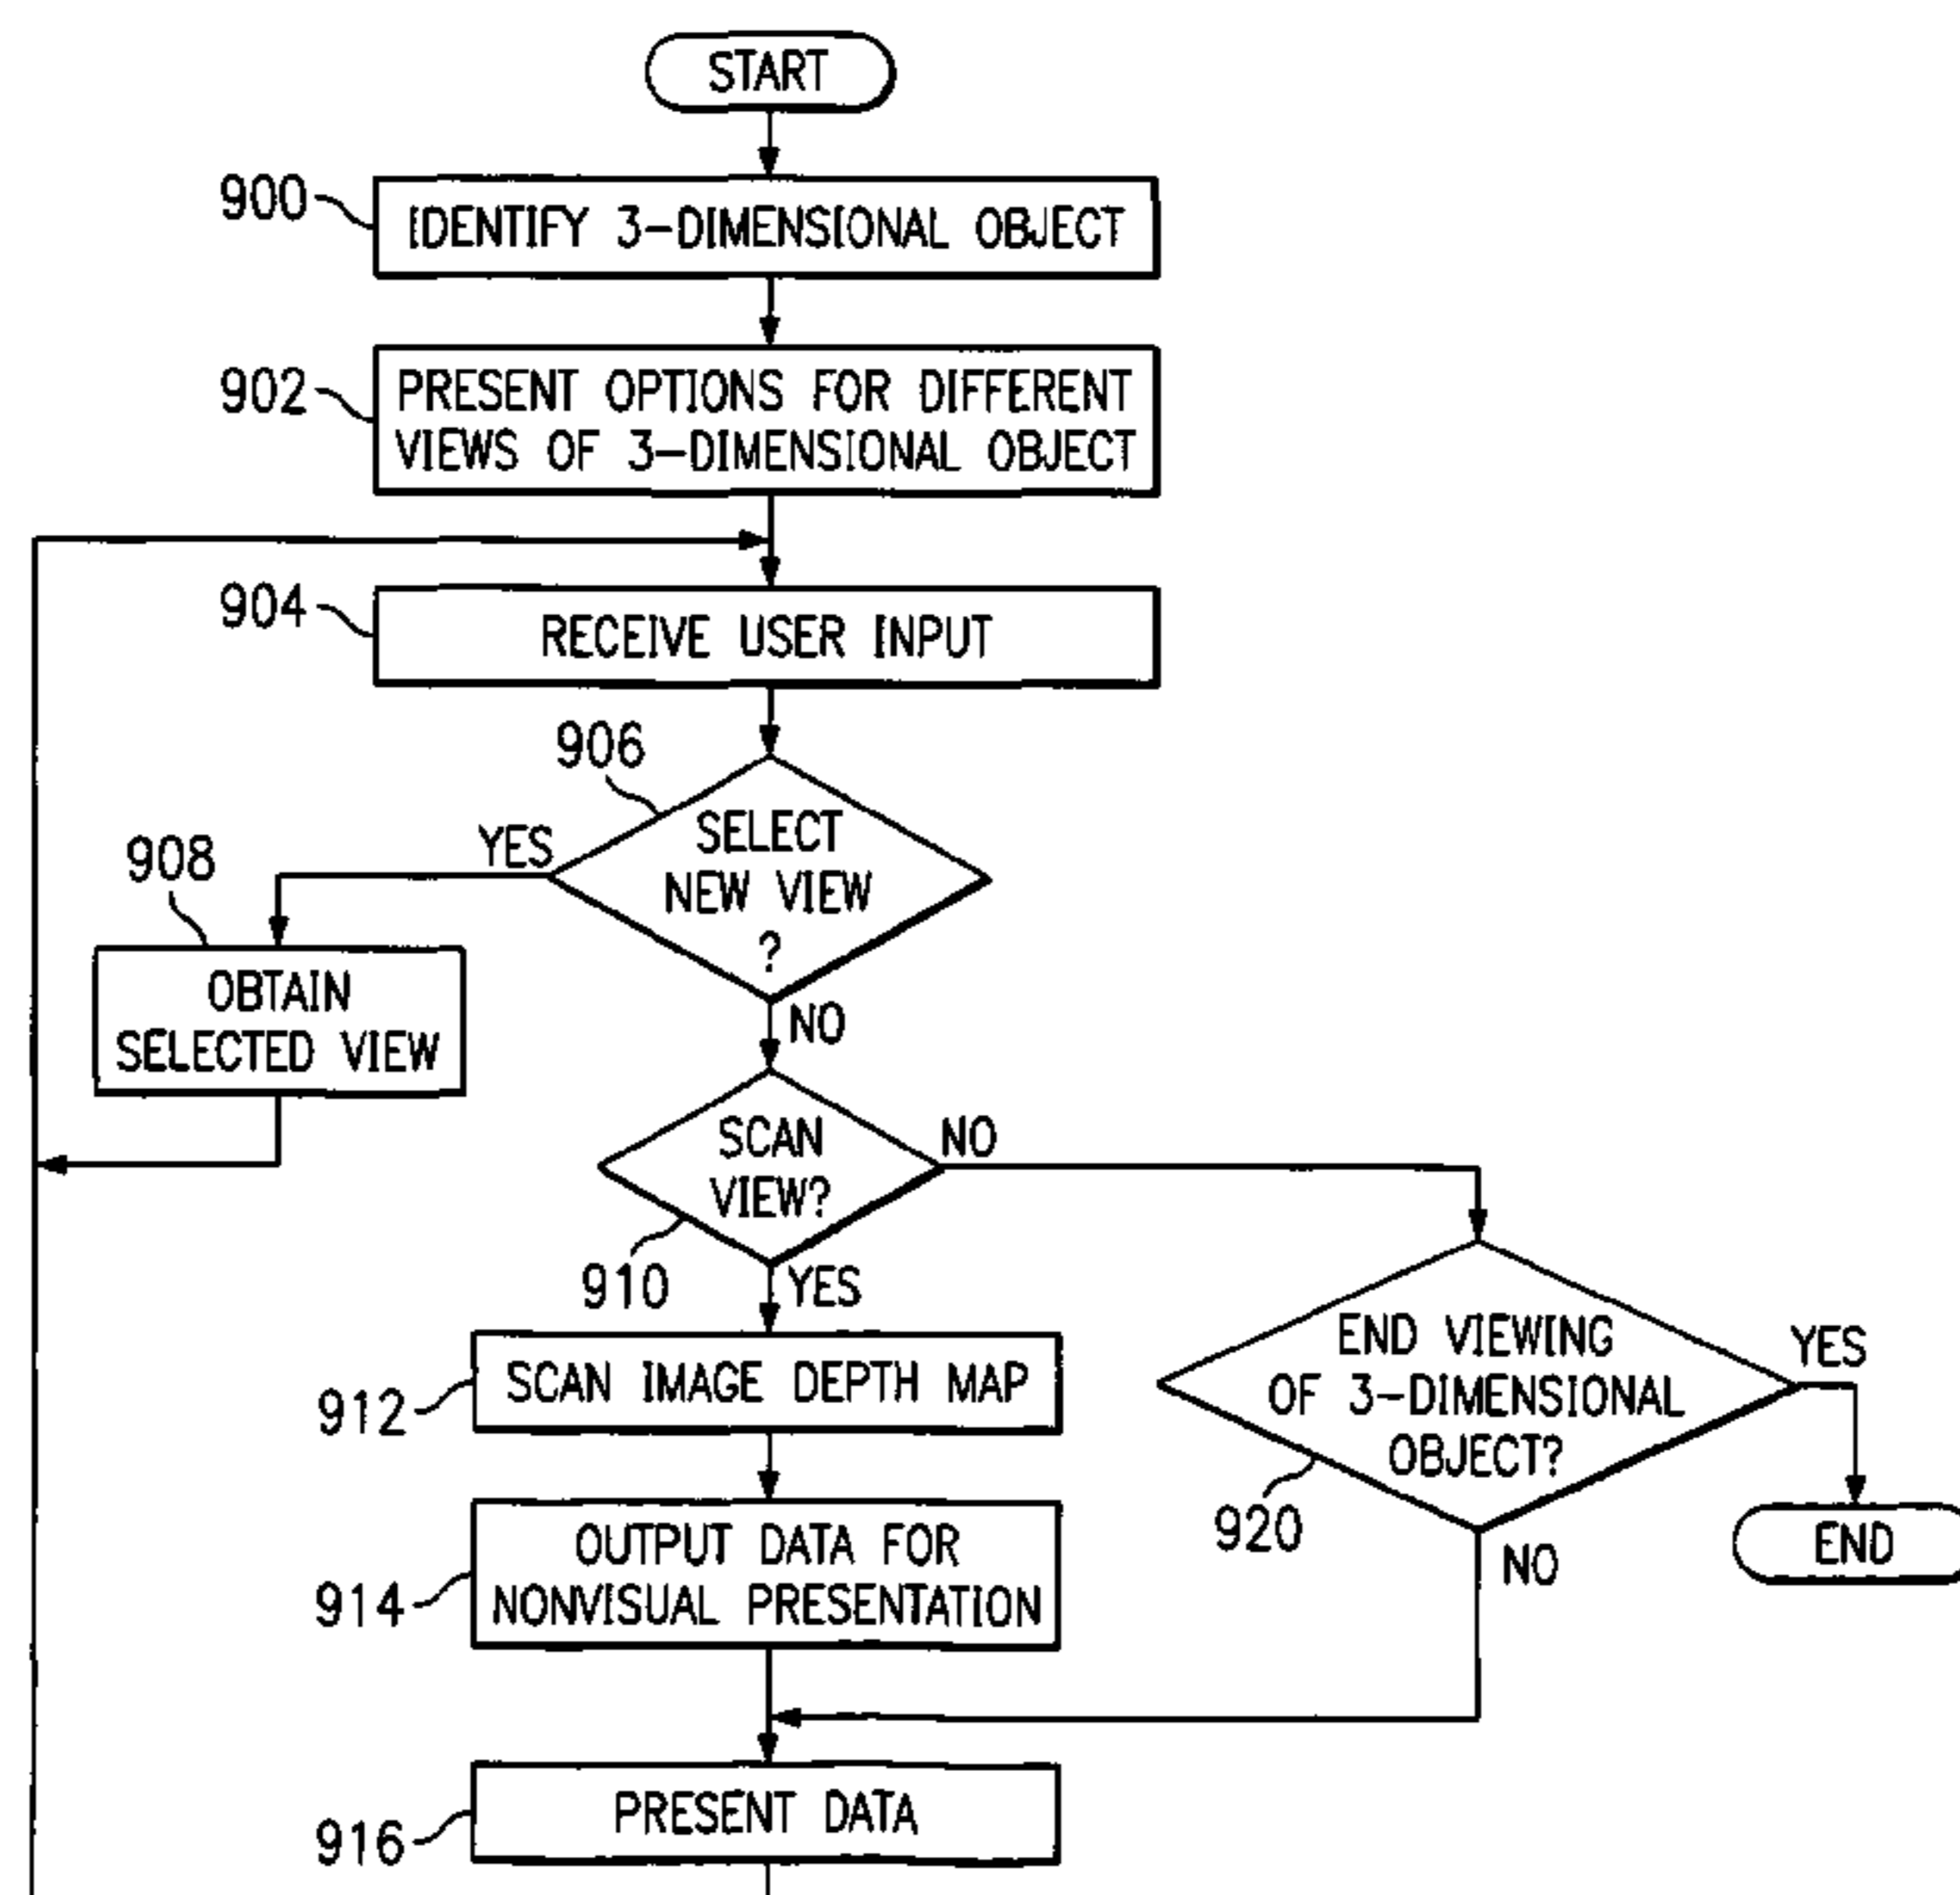 START
900
IDENTIFY 3-DIMENSIONAL OBJECT
902
PRESENT OPTIONS FOR DIFFERENT
VIEWS OF 3-DIMENSIONAL OBJECT
904
RECEIVE USER INPUT
906
SELECT
NEW VIEW
?
YES
NO
908
OBTAIN
SELECTED VIEW
SCAN
VIEW?
NO
YES
910
912
SCAN IMAGE DEPTH MAP
END VIEWING
OF 3-DIMENSIONAL
OBJECT?
YES
NO
920
END
914
OUTPUT DATA FOR
NONVISUAL PRESENTATION
916
PRESENT DATA